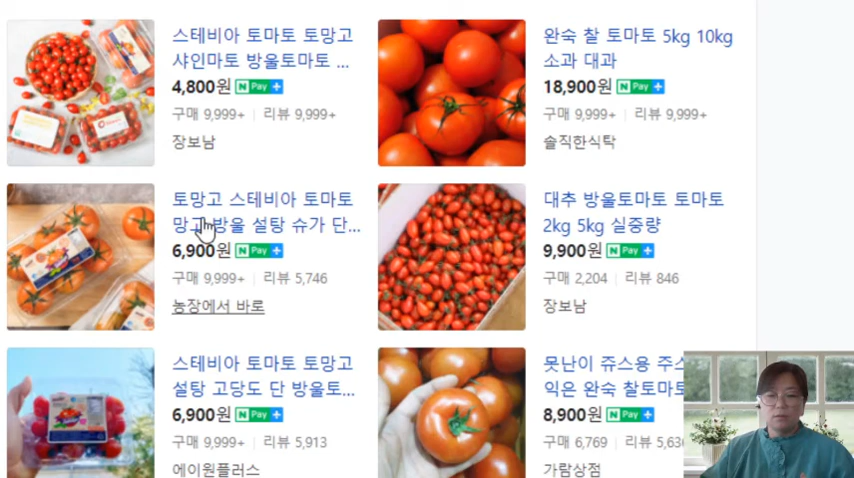 스테비아 토마토 토망고
샤인마토 방울토마토 ...
4,800원 N Pay +
구매 9,999+ | 리뷰 9,999+
장보남
완숙 찰 토마토 5kg 10kg
소과 대과
18,900원 N Pay +
구매 9,999+ | 리뷰 9,999+
솔직한식탁
토망고 스테비아 토마토
망고 방울 설탕 슈가 단...
6,900원 N Pay +
구매 9,999+ | 리뷰 5,746
농장에서 바로
대추 방울토마토 토마토
2kg 5kg 실중량
9,900원 N Pay +
구매 2,204 | 리뷰 846
장보남
스테비아 토마토 토망고
설탕 고당도 단 방울토...
6,900원 N Pay +
구매 9,999+ | 리뷰 5,913
에이원플러스
못난이 쥬스용 주스
익은 완숙 찰토마토
8,900원 N Pay +
구매 6,769 | 리뷰
가람상점